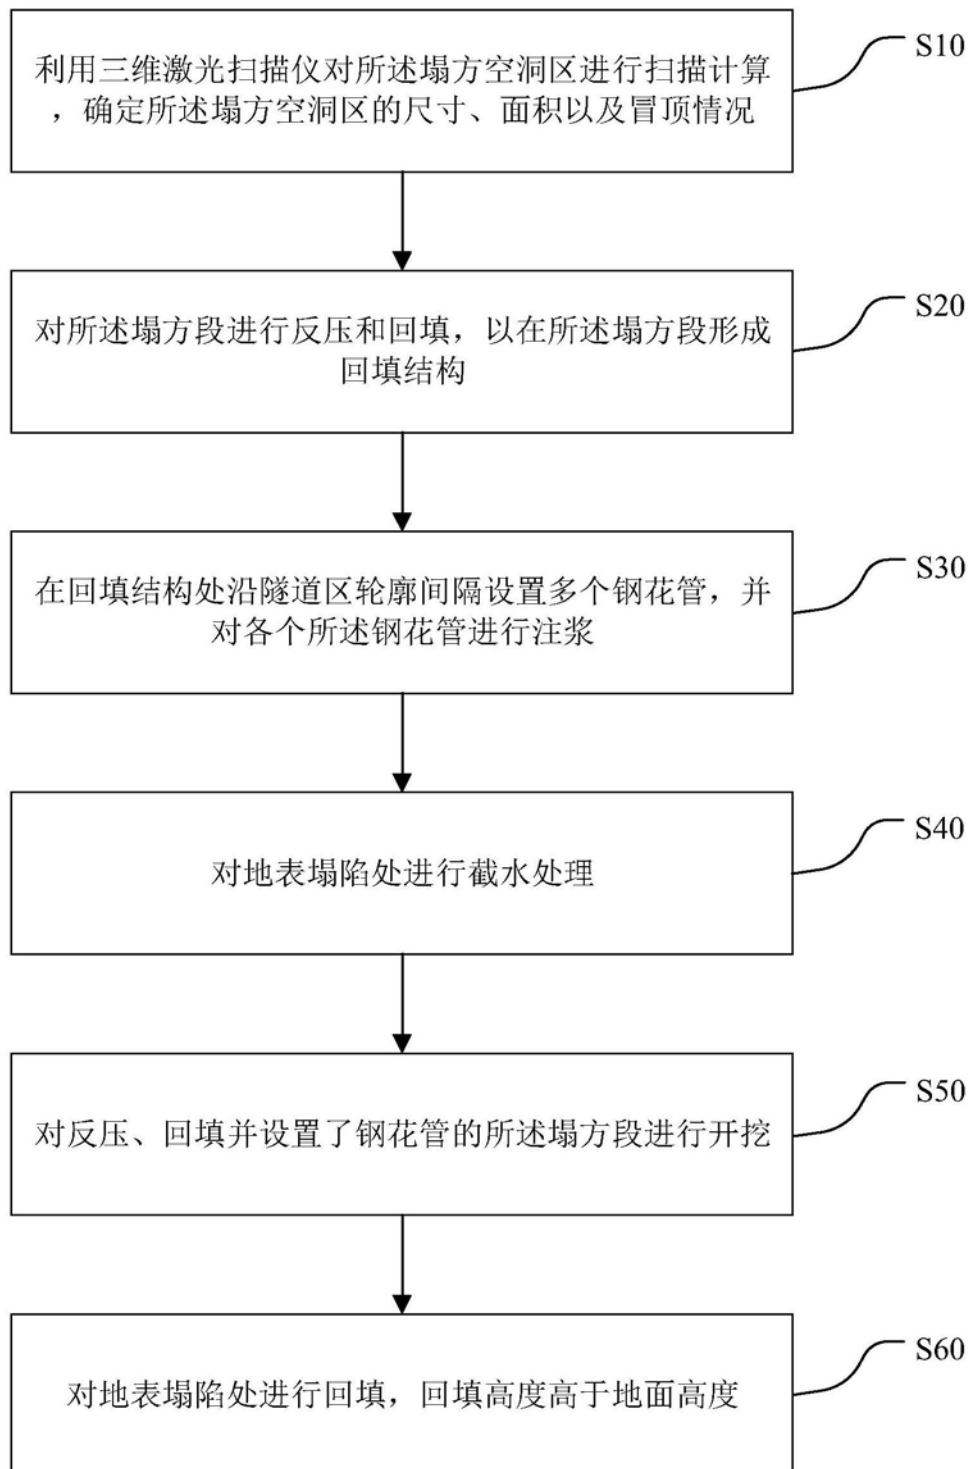 利用三维激光扫描仪对所述塌方空洞区进行扫描计算
，确定所述塌方空洞区的尺寸、面积以及冒顶情况
S10
对所述塌方段进行反压和回填，以在所述塌方段形成
回填结构
S20
在回填结构处沿隧道区轮廓间隔设置多个钢花管，并
对各个所述钢花管进行注浆
S30
对地表塌陷处进行截水处理
S40
对反压、回填并设置了钢花管的所述塌方段进行开挖
S50
对地表塌陷处进行回填，回填高度高于地面高度
S60